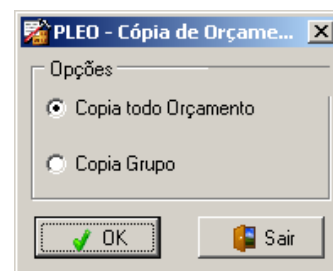 PLEO - Cópia de Orçame...
Opções
Copia todo Orçamento
Copia Grupo
OK
Sair